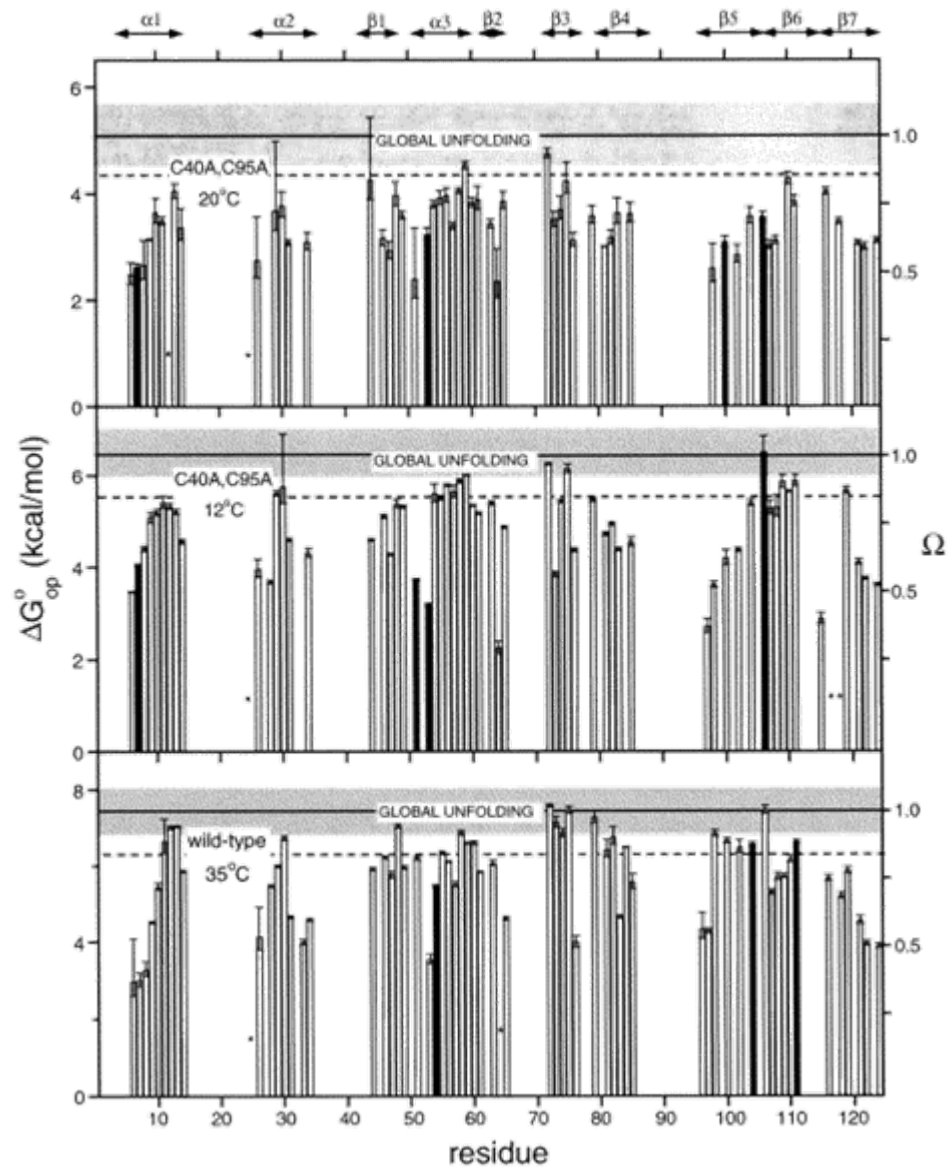 α1 α2 β1 α3 β2 β3 β4 β5 β6 β7
6
GLOBAL UNFOLDING
1.0
C40A,C95A
20°C
4
0.5
2
0
GLOBAL UNFOLDING
1.0
6
C40A,C95A
12°C
4
0.5
2
0
8
GLOBAL UNFOLDING
1.0
wild-type
35°C
4
0.5
0
10 20 30 40 50 60 70 80 90 100 110 120
residue
ΔG°op (kcal/mol)
Ω